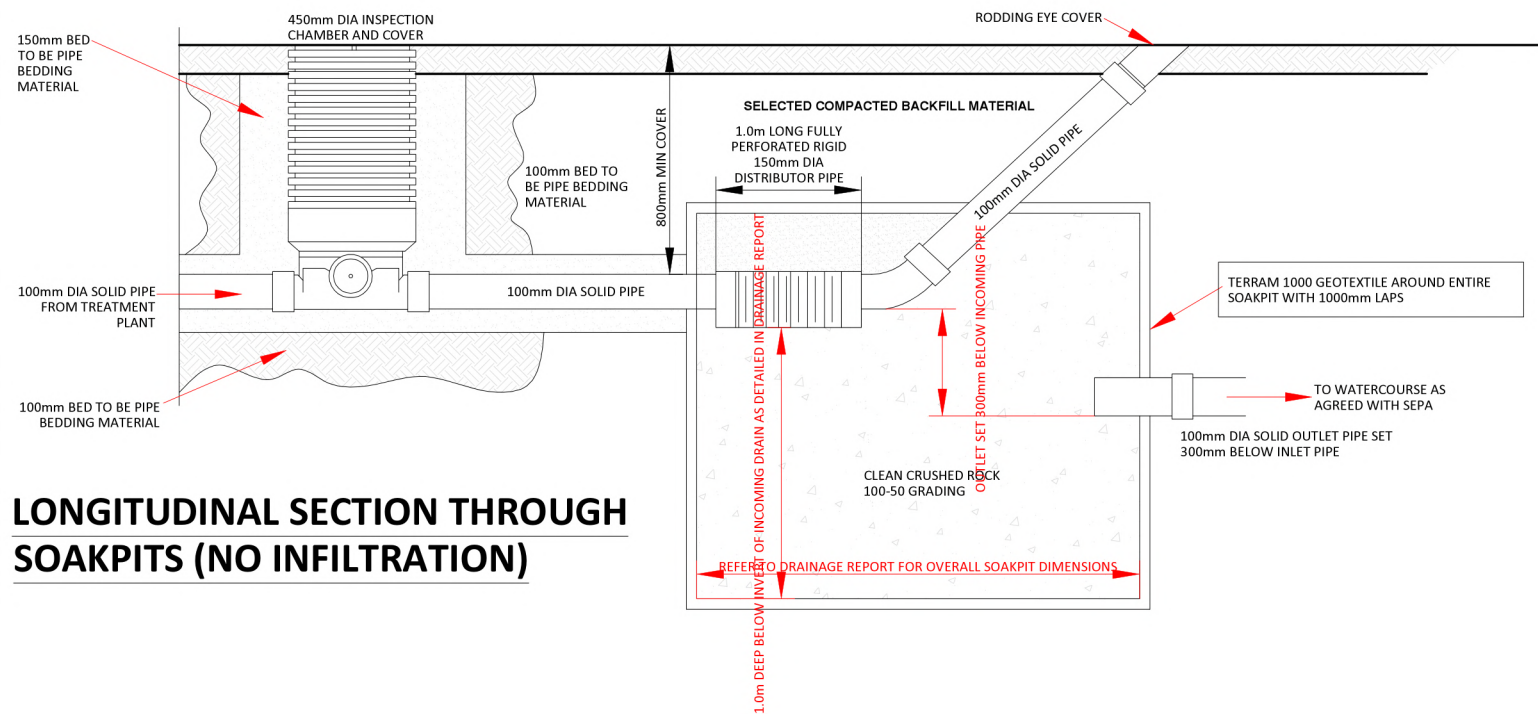 450mm DIA INSPECTION
CHAMBER AND COVER
RODDING EYE COVER
150mm BED
TO BE PIPE
BEDDING
MATERIAL
SELECTED COMPACTED BACKFILL MATERIAL
1.0m LONG FULLY
PERFORATED RIGID
150mm DIA
DISTRIBUTOR PIPE
800mm MIN COVER
100mm DIA SOLID PIPE
100mm BED TO
BE PIPE BEDDING
MATERIAL
100mm DIA SOLID PIPE
FROM TREATMENT
PLANT
100mm DIA SOLID PIPE
TERRAM 1000 GEOTEXTILE AROUND ENTIRE
SOAKPIT WITH 1000mm LAPS
1.0m DEEP BELOW INVERT OF INCOMING DRAIN AS DETAILED IN DRAINAGE REPORT
OUTLET SET 300mm BELOW INCOMING PIPE
100mm BED TO BE PIPE
BEDDING MATERIAL
TO WATERCOURSE AS
AGREED WITH SEPA
100mm DIA SOLID OUTLET PIPE SET
300mm BELOW INLET PIPE
CLEAN CRUSHED ROCK
100-50 GRADING
REFER TO DRAINAGE REPORT FOR OVERALL SOAKPIT DIMENSIONS
LONGITUDINAL SECTION THROUGH
SOAKPITS (NO INFILTRATION)